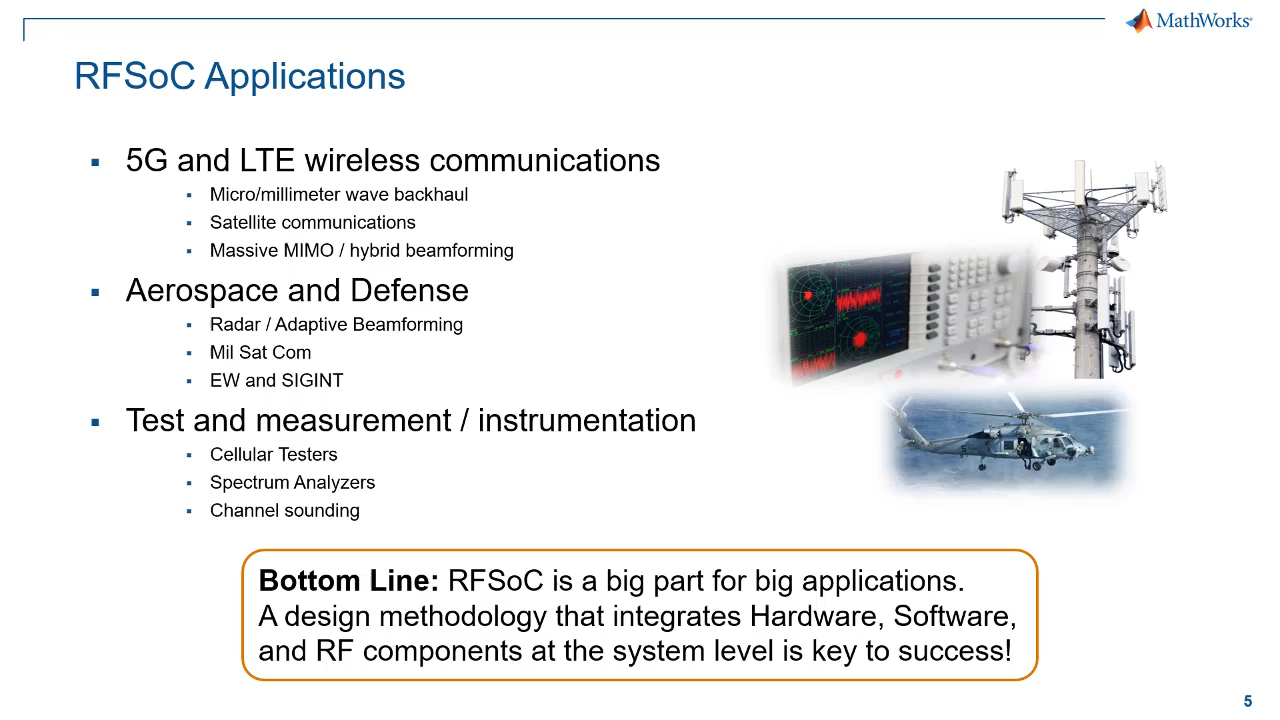 MathWorks
RFSoC Applications
5G and LTE wireless communications
Micro/millimeter wave backhaul
Satellite communications
Massive MIMO / hybrid beamforming
Aerospace and Defense
Radar / Adaptive Beamforming
Mil Sat Com
EW and SIGINT
Test and measurement / instrumentation
Cellular Testers
Spectrum Analyzers
Channel sounding
Bottom Line: RFSoC is a big part for big applications.
A design methodology that integrates Hardware, Software,
and RF components at the system level is key to success!
5